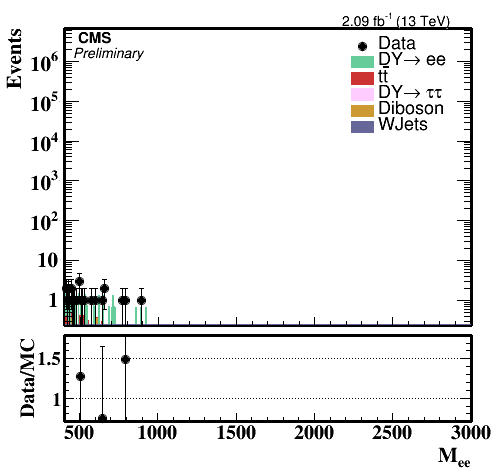 2.09 fb⁻¹ (13 TeV)
CMS
Preliminary
Events
Data
DY→ ee
tt̄
DY→ ττ
Diboson
WJets
10⁶
10⁵
10⁴
10³
10²
10
1
Data/MC
1.5
1
500 1000 1500 2000 2500 3000
M_ee